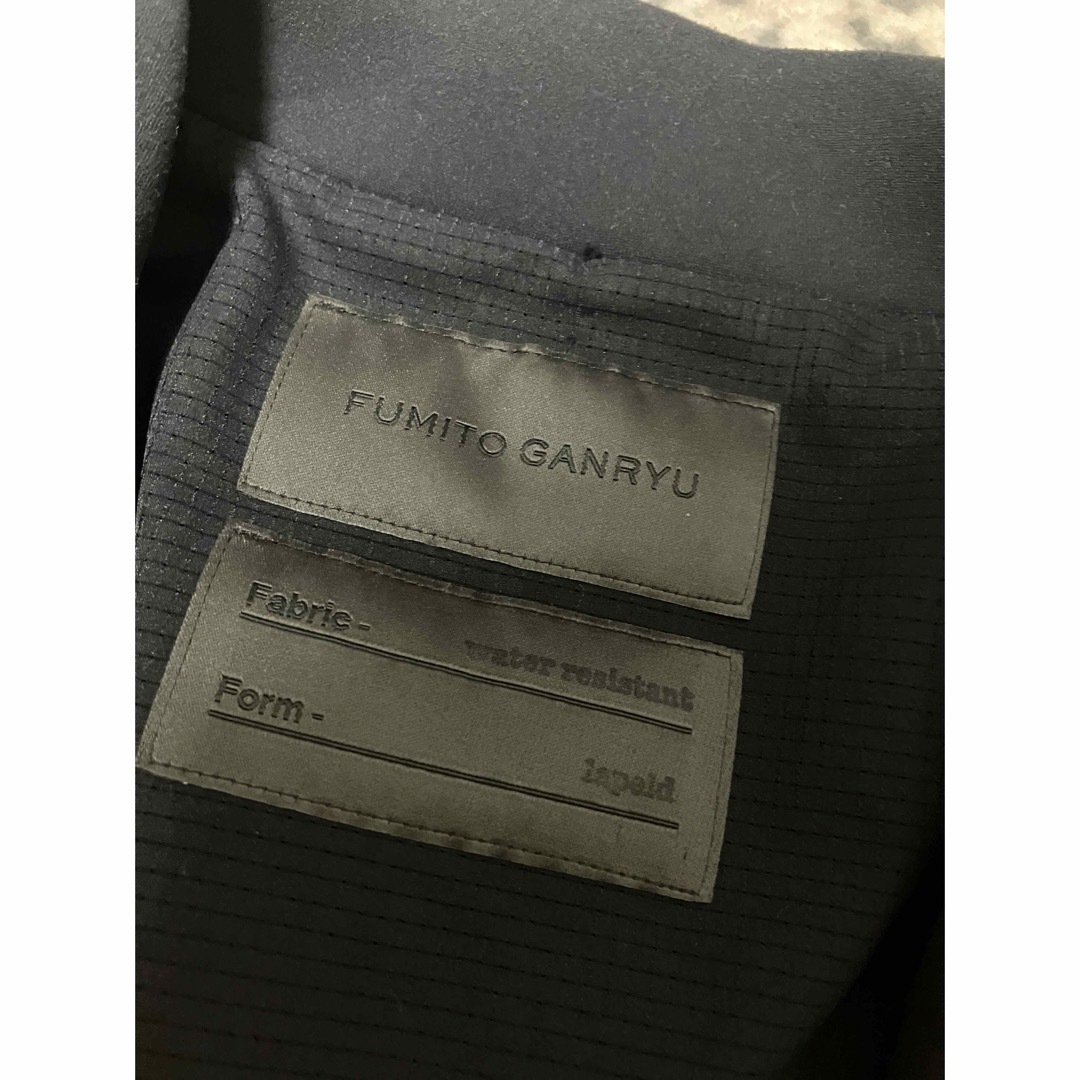 FUMITO GANRYU
Fabric -
water resistant
Form -
lapeld